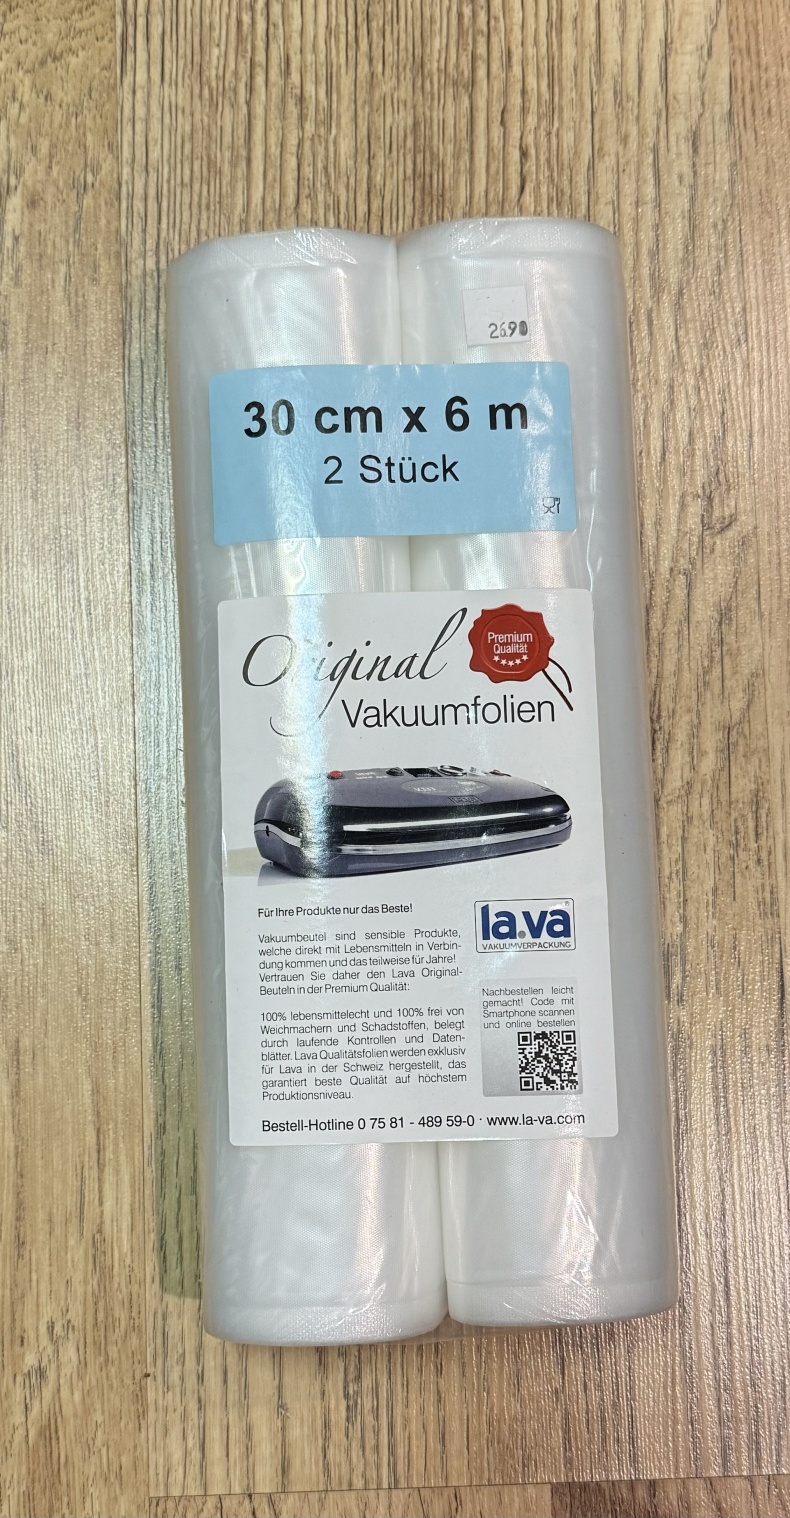 2690
30 cm x 6 m
2 Stück
Original
Premium
Qualität
Vakuumfolien
Für Ihre Produkte nur das Beste!
Vakuumbeutel sind sensible Produkte,
welche direkt mit Lebensmitteln in Verbin-
dung kommen und das teilweise für Jahre!
Vertrauen Sie daher den Lava Original-
Beuteln in der Premium Qualität:
100% lebensmittelecht und 100% frei von
Weichmachern und Schadstoffen, belegt
durch laufende Kontrollen und Daten-
blätter. Lava Qualitätsfolien werden exklusiv
für Lava in der Schweiz hergestellt, das
garantiert beste Qualität auf höchstem
Produktionsniveau.
la.va
VAKUUMVERPACKUNG
Nachbestellen leicht
gemacht! Code mit
Smartphone scannen
und online bestellen
Bestell-Hotline 0 75 81 - 489 59-0 · www.la-va.com